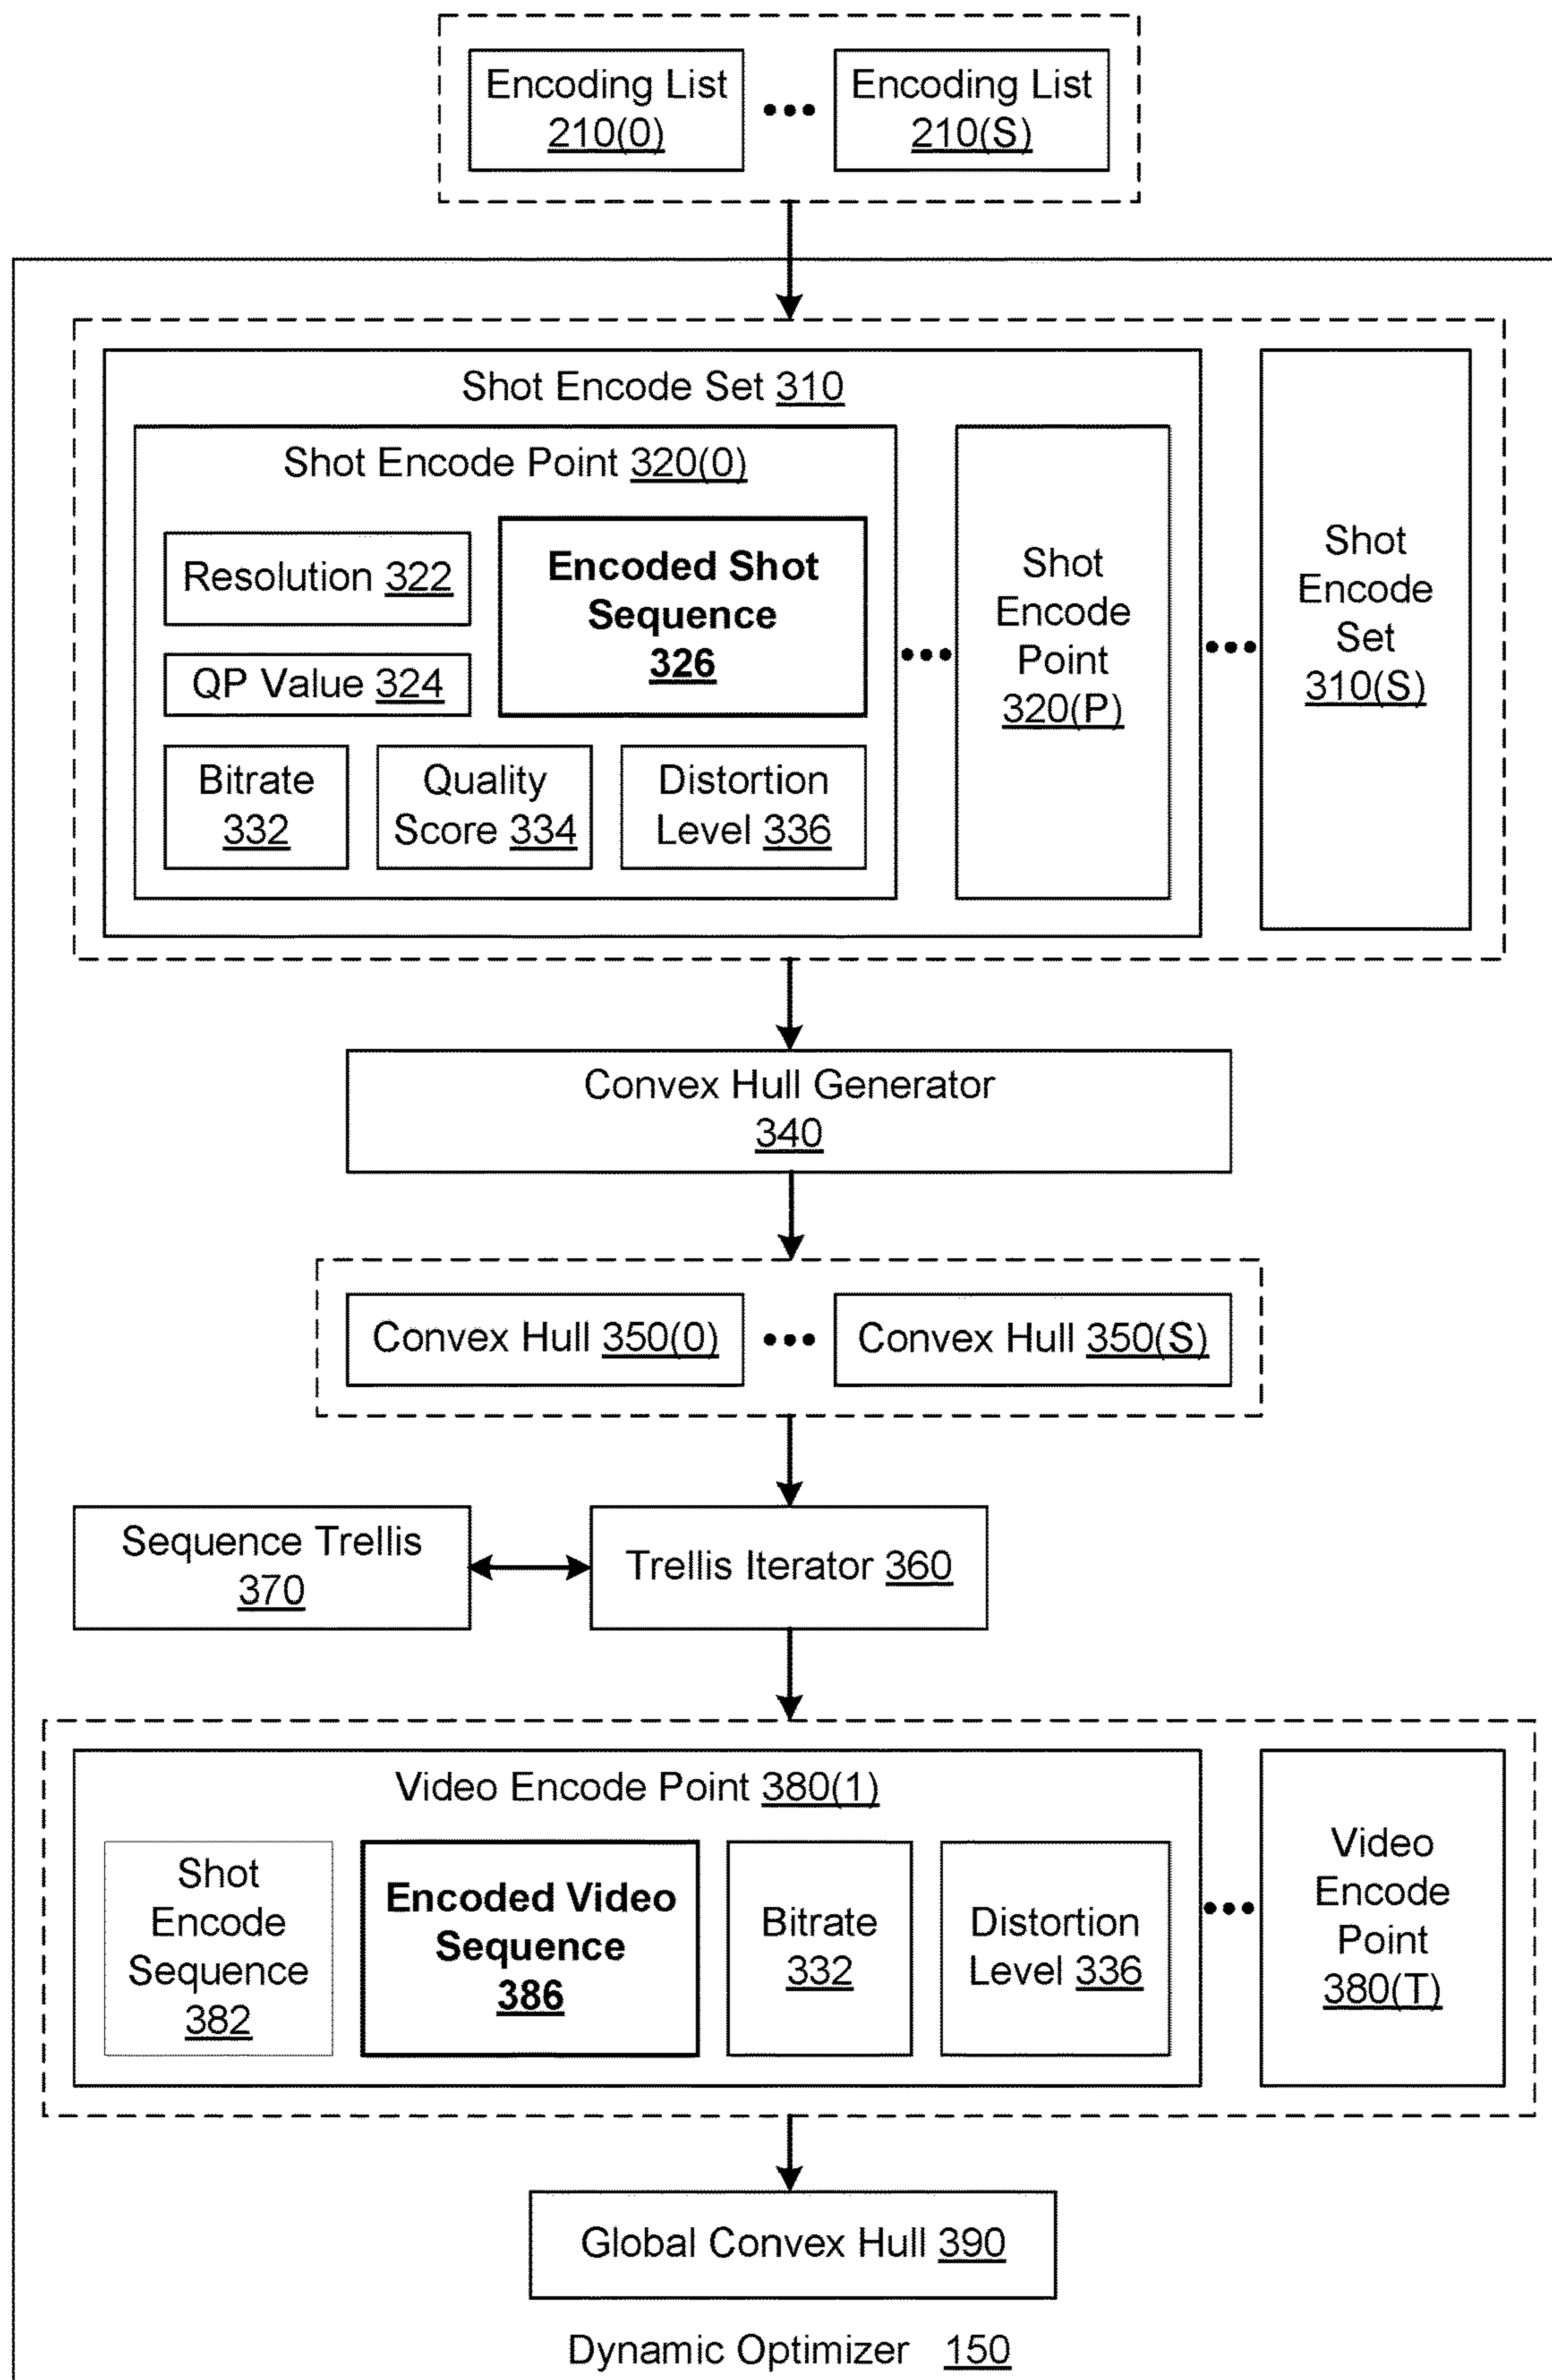 Encoding List
210(0)
Encoding List
210(S)
Shot Encode Set 310
Shot Encode Point 320(0)
Resolution 322
QP Value 324
Encoded Shot
Sequence
326
Bitrate
332
Quality
Score 334
Distortion
Level 336
Shot
Encode
Point
320(P)
Shot
Encode
Set
310(S)
Convex Hull Generator
340
Convex Hull 350(0)
Convex Hull 350(S)
Sequence Trellis
370
Trellis Iterator 360
Video Encode Point 380(1)
Shot
Encode
Sequence
382
Encoded Video
Sequence
386
Bitrate
332
Distortion
Level 336
Video
Encode
Point
380(T)
Global Convex Hull 390
Dynamic Optimizer 150